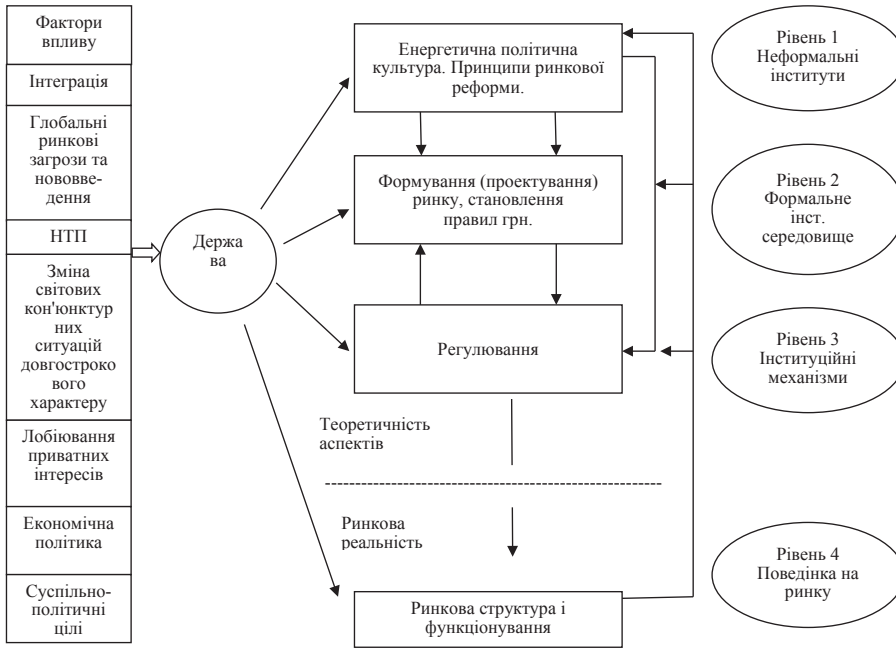 Фактори
впливу
Інтеграція
Глобальні
ринкові
загрози та
нововве-
дення
НТП
Зміна
світових
кон'юнктур
них
ситуацій
довгостроко
вого
характеру
Лобіювання
приватних
інтересів
Економічна
політика
Суспільно-
політичні
цілі
Держа
ва
Енергетична політична
культура. Принципи ринкової
реформи.
Формування (проектування)
ринку, становлення
правил грн.
Регулювання
Теоретичність
аспектів
Ринкова
реальність
Ринкова структура і
функціонування
Рівень 1
Неформальні
інститути
Рівень 2
Формальне
інст.
середовище
Рівень 3
Інституційні
механізми
Рівень 4
Поведінка на
ринку